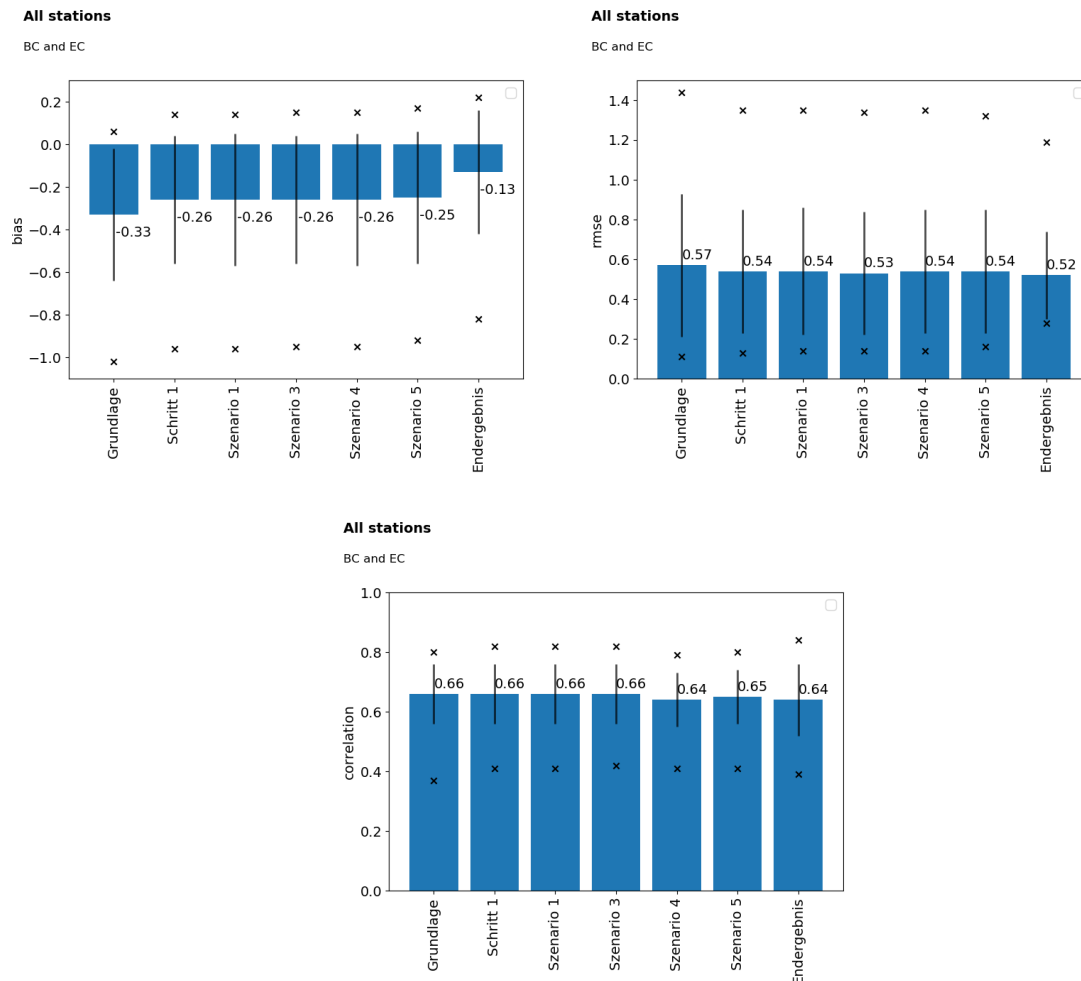 All stations
BC and EC
bias
0.2
0.0
−0.2
−0.4
−0.6
−0.8
−1.0
-0.33
-0.26
-0.26
-0.26
-0.26
-0.25
-0.13
Grundlage
Schritt 1
Szenario 1
Szenario 3
Szenario 4
Szenario 5
Endergebnis
All stations
BC and EC
rmse
1.4
1.2
1.0
0.8
0.6
0.4
0.2
0.0
0.57
0.54
0.54
0.53
0.54
0.54
0.52
Grundlage
Schritt 1
Szenario 1
Szenario 3
Szenario 4
Szenario 5
Endergebnis
All stations
BC and EC
correlation
1.0
0.8
0.6
0.4
0.2
0.0
0.66
0.66
0.66
0.66
0.64
0.65
0.64
Grundlage
Schritt 1
Szenario 1
Szenario 3
Szenario 4
Szenario 5
Endergebnis